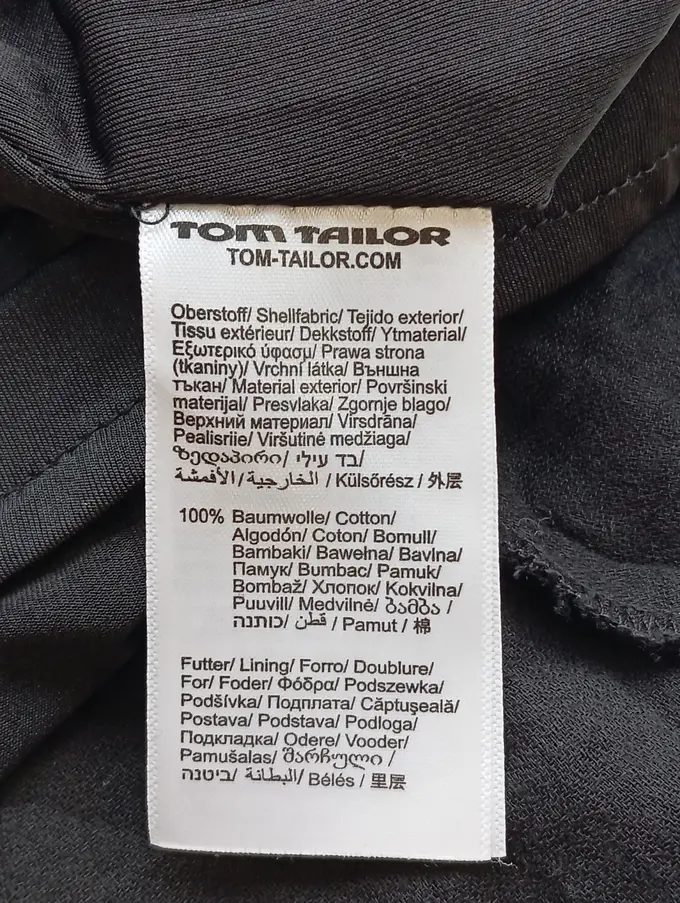 TOM TAILOR
TOM-TAILOR.COM
Oberstoff/ Shellfabric/ Tejido exterior/
Tissu extérieur/ Dekkstoff/ Ytmaterial/
Εξωτερικό ύφασμ/ Prawa strona
(tkaniny)/ Vrchní látka/ Външна
тъкан/ Material exterior/ Površinski
materijal/ Presvlaka/ Zgornje blago/
Верхний материал/ Virsdrāna/
Pealisriie/ Viršutinė medžiaga/
ზედაპირი/ בד עילי/
الخارجية/الأقمشة / Külsőrész / 外层
100% Baumwolle/ Cotton/
Algodón/ Coton/ Bomull/
Bambaki/ Bawełna/ Bavlna/
Памук/ Bumbac/ Pamuk/
Bombaž/ Хлопок/ Kokvilna/
Puuvill/ Medvilnė/ ბამბა /
כותנה/ قطن / Pamut / 棉
Futter/ Lining/ Forro/ Doublure/
For/ Foder/ Φόδρα/ Podszewka/
Podšívka/ Подплата/ Căptuşeală/
Postava/ Podstava/ Podloga/
Подкладка/ Odere/ Vooder/
Pamušalas/ შარჩული /
ביטנה/ البطانة/ Bélés / 里层